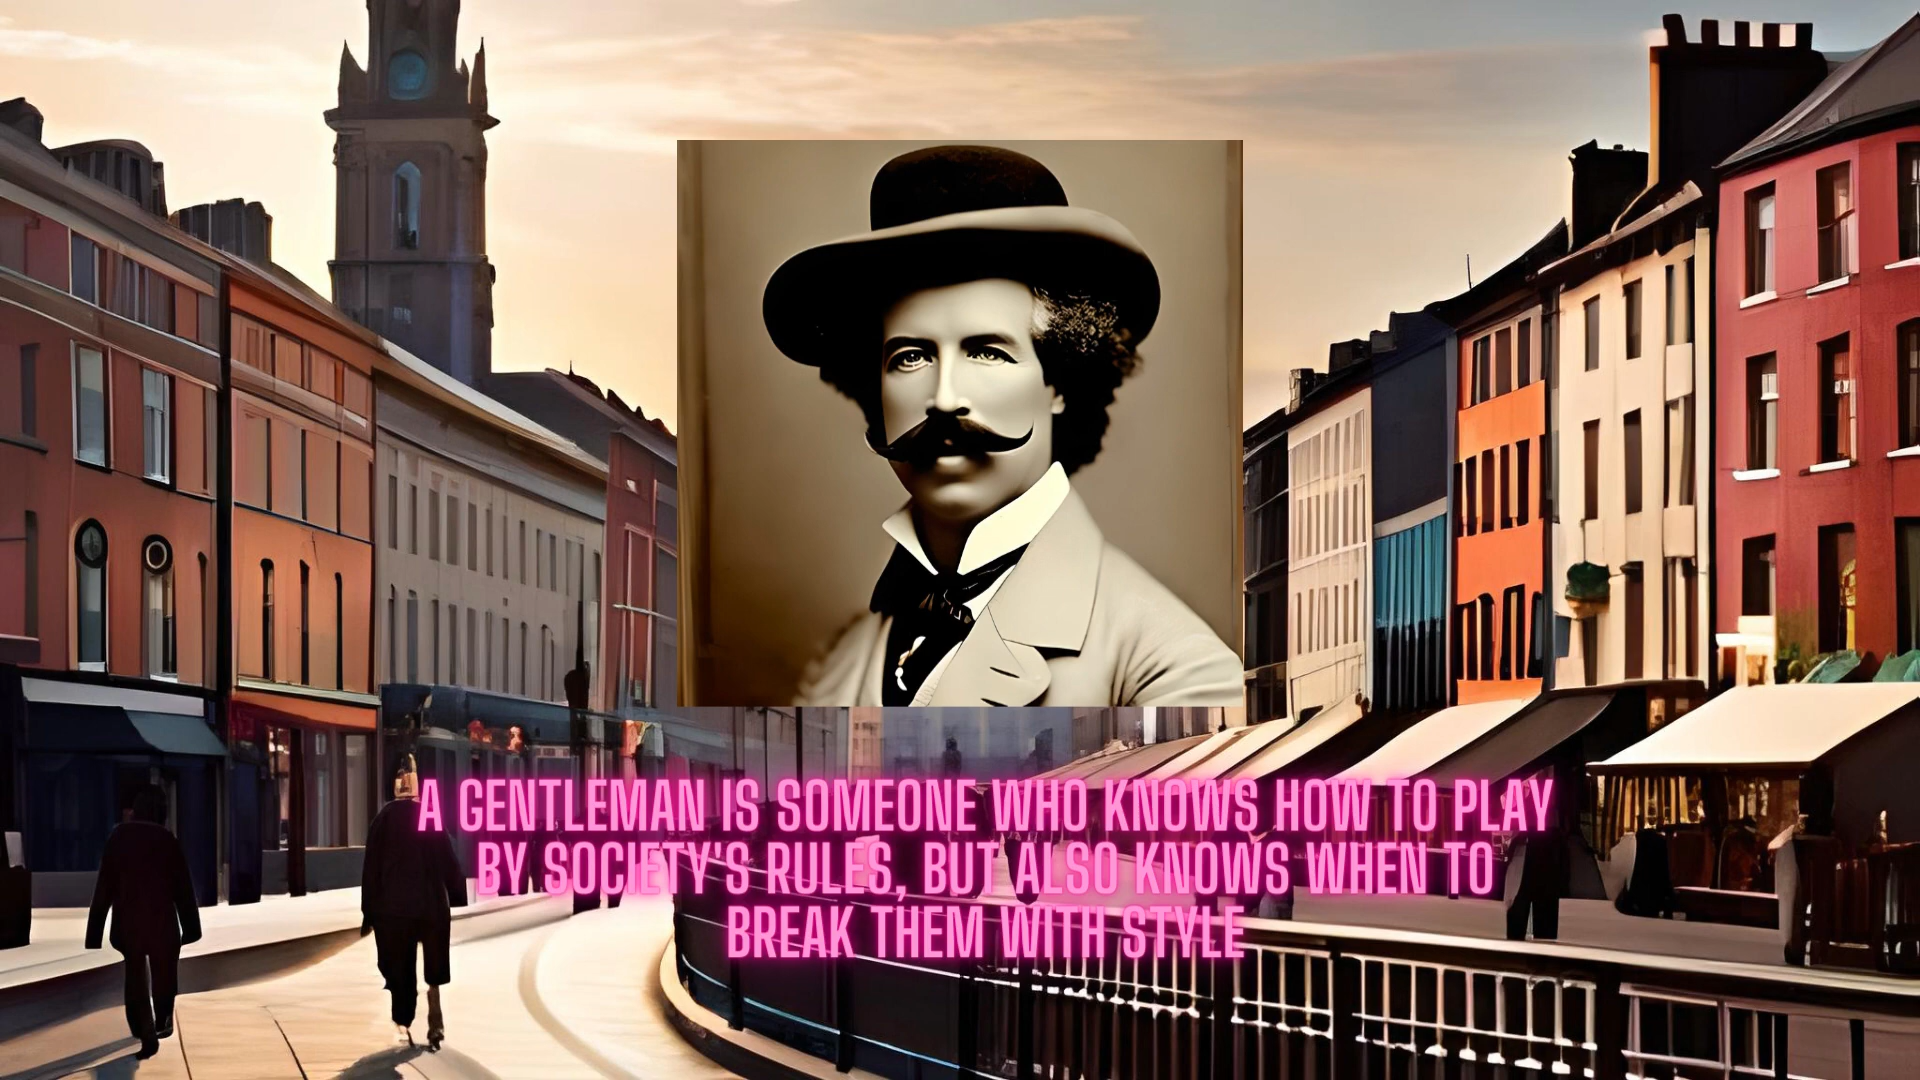 A GENTLEMAN IS SOMEONE WHO KNOWS HOW TO PLAY
BY SOCIETY'S RULES, BUT ALSO KNOWS WHEN TO
BREAK THEM WITH STYLE